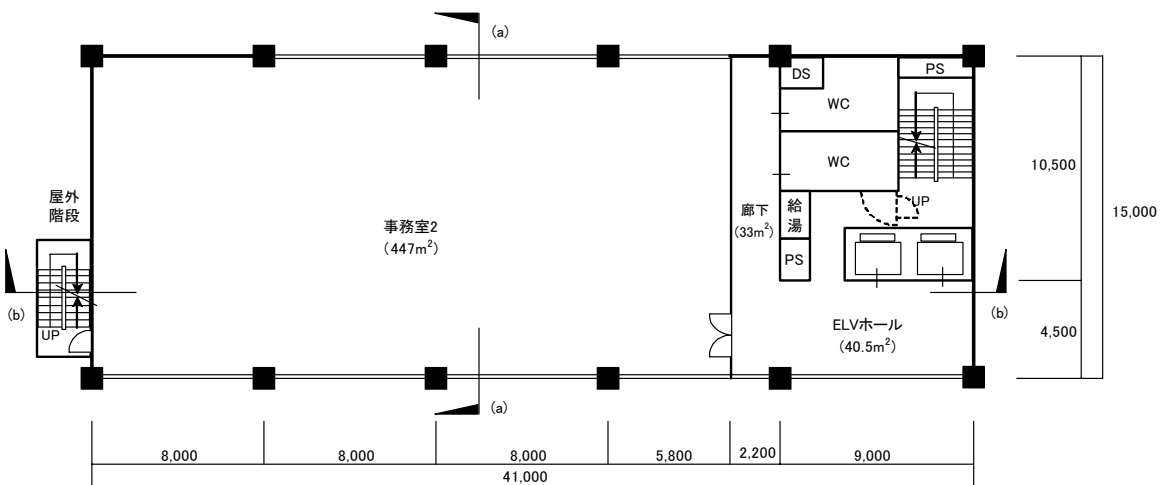 (a)
DS
PS
WC
10,500
WC
屋外
階段
15,000
給
湯
UP
廊下
(33m²)
事務室2
(447m²)
PS
(b)
(b)
UP
ELVホール
(40.5m²)
4,500
(a)
8,000
8,000
8,000
5,800
2,200
9,000
41,000